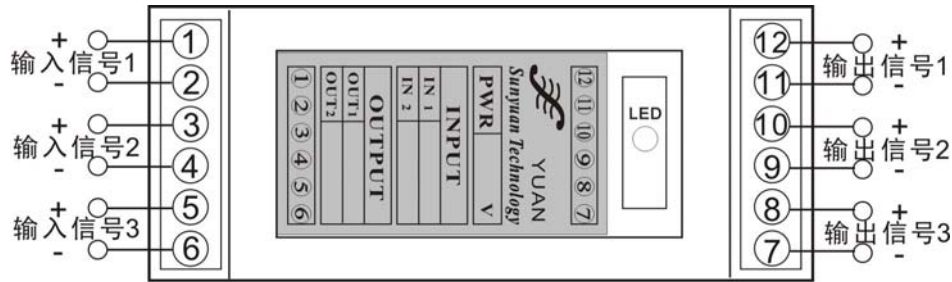 +
输入信号1
-
+
输入信号2
-
+
输入信号3
-
① ② ③ ④ ⑤ ⑥
⑫ ⑪ ⑩ ⑨ ⑧ ⑦
YUAN
Sunyuan Technology
PWR V
INPUT
IN 1
IN 2
OUTPUT
OUT1
OUT2
① ② ③ ④ ⑤ ⑥
LED
⑫ ⑪ ⑩ ⑨ ⑧ ⑦
+
输出信号1
-
+
输出信号2
-
+
输出信号3
-